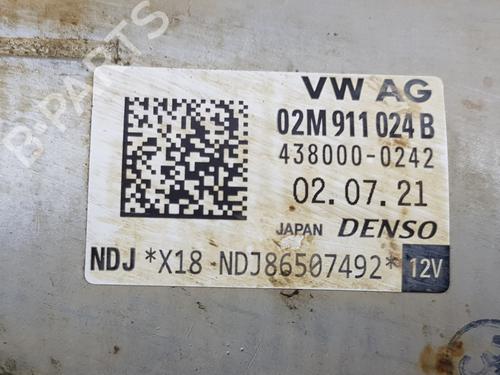 B-PARTS
VW AG
02M 911 024 B
438000-0242
02.07.21
JAPAN DENSO
NDJ *X18 NDJ86507492* 12V